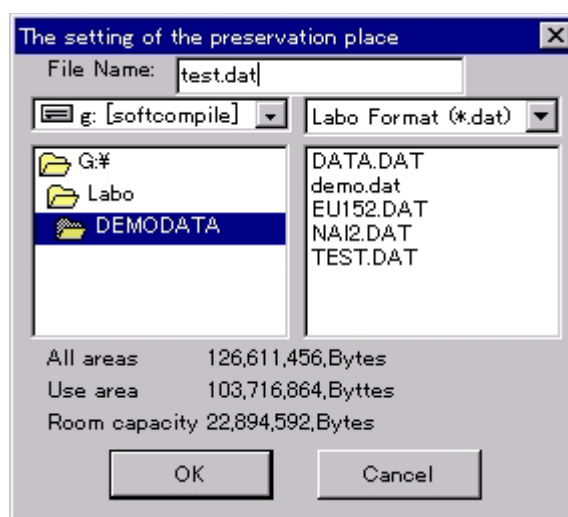 The setting of the preservation place
File Name: test.dat
g: [softcompile] Labo Format (*.dat)
G:¥
Labo
DEMODATA
DATA.DAT
demo.dat
EU152.DAT
NAI2.DAT
TEST.DAT
All areas 126,611,456,Bytes
Use area 103,716,864,Byttes
Room capacity 22,894,592,Bytes
OK Cancel